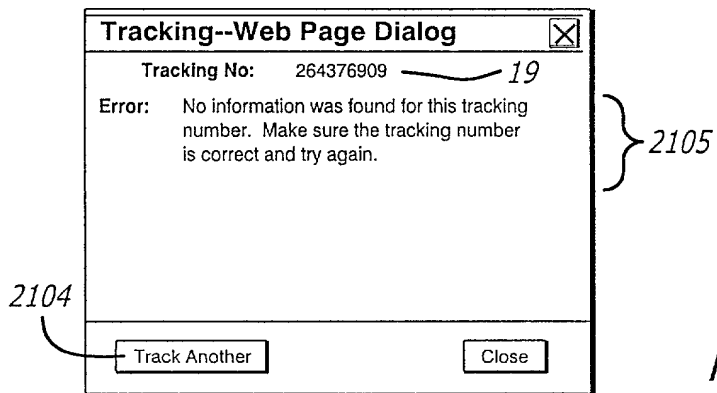 Tracking--Web Page Dialog
Tracking No: 264376909 19
Error: No information was found for this tracking
number. Make sure the tracking number
is correct and try again.
2105
2104
Track Another Close